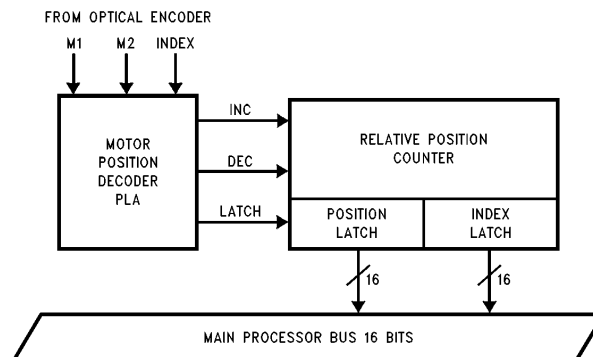 FROM OPTICAL ENCODER
M1 M2 INDEX
MOTOR
POSITION
DECODER
PLA
INC
DEC
LATCH
RELATIVE POSITION
COUNTER
POSITION
LATCH
INDEX
LATCH
16 16
MAIN PROCESSOR BUS 16 BITS